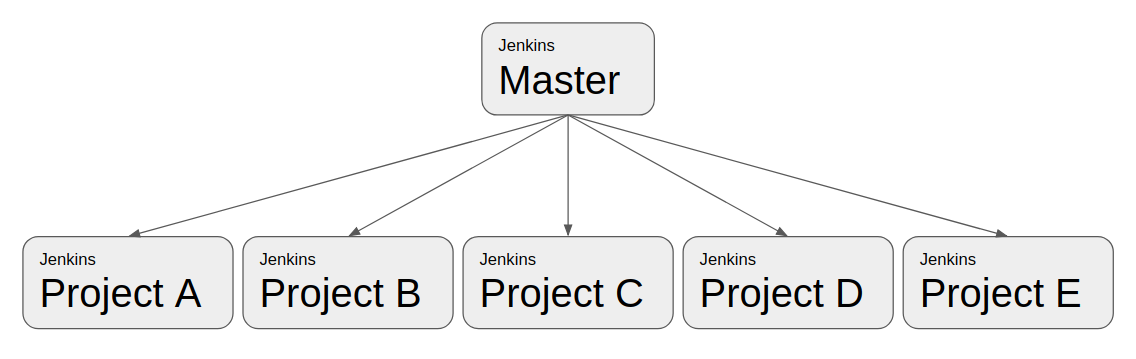 Jenkins
Master
Jenkins
Project A
Jenkins
Project B
Jenkins
Project C
Jenkins
Project D
Jenkins
Project E